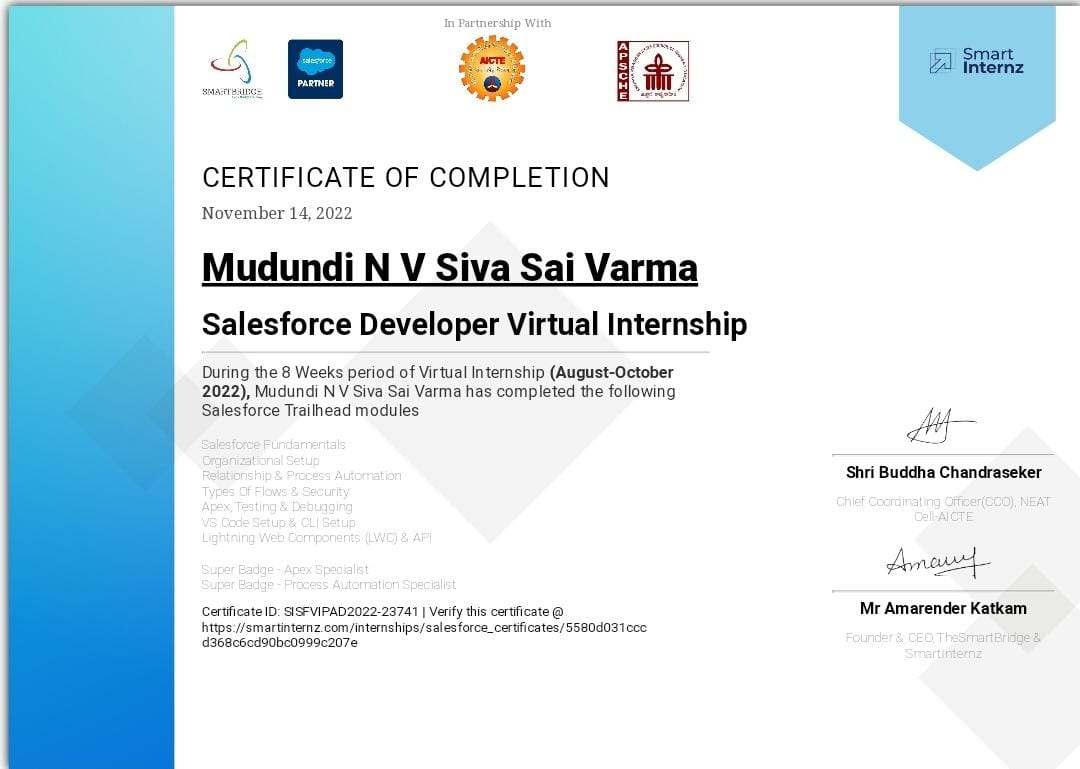 In Partnership With
SMARTBRIDGE
salesforce
PARTNER
AICTE
APSCHE
Smart
Internz
CERTIFICATE OF COMPLETION
November 14, 2022
Mudundi N V Siva Sai Varma
Salesforce Developer Virtual Internship
During the 8 Weeks period of Virtual Internship (August-October
2022), Mudundi N V Siva Sai Varma has completed the following
Salesforce Trailhead modules
Salesforce Fundamentals
Organizational Setup
Relationship & Process Automation
Types Of Flows & Security
Apex, Testing & Debugging
VS Code Setup & CLI Setup
Lightning Web Components (LWC) & API
Super Badge - Apex Specialist
Super Badge - Process Automation Specialist
Certificate ID: SISFVIPAD2022-23741 | Verify this certificate @
https://smartinternz.com/internships/salesforce_certificates/5580d031ccc
d368c6cd90bc0999c207e
Shri Buddha Chandraseker
Chief Coordinating Officer(CCO), NEAT
Cell-AICTE
Amarny
Mr Amarender Katkam
Founder & CEO, TheSmartBridge &
Smartinternz